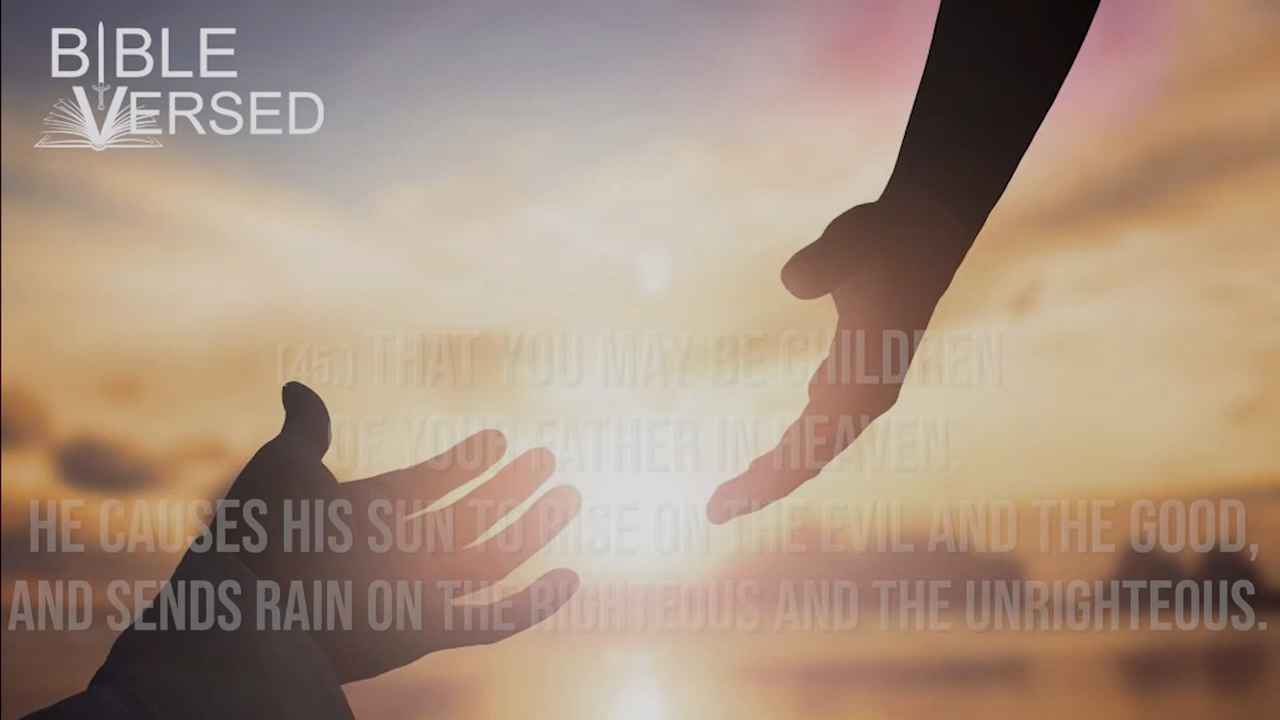 BIBLE
VERSED
(45.) THAT YOU MAY BE CHILDREN
OF YOUR FATHER IN HEAVEN.
HE CAUSES HIS SUN TO RISE ON THE EVIL AND THE GOOD,
AND SENDS RAIN ON THE RIGHTEOUS AND THE UNRIGHTEOUS.